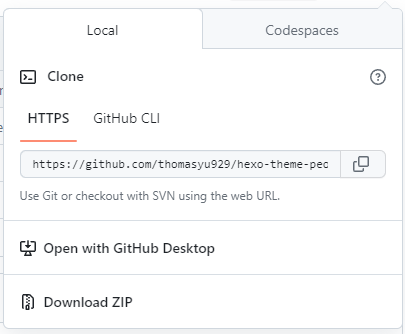 Local
Codespaces
Clone
HTTPS
GitHub CLI
https://github.com/thomasyu929/hexo-theme-pec
Use Git or checkout with SVN using the web URL.
Open with GitHub Desktop
Download ZIP